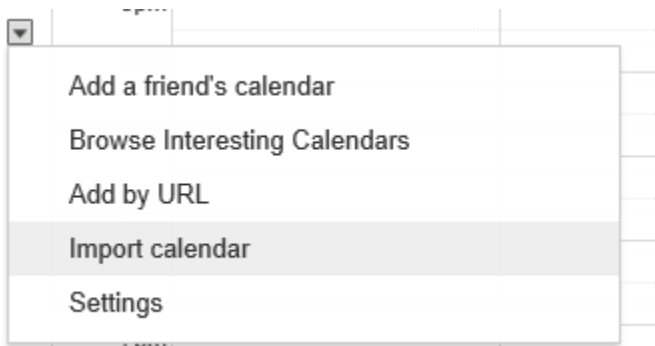 Add a friend's calendar
Browse Interesting Calendars
Add by URL
Import calendar
Settings